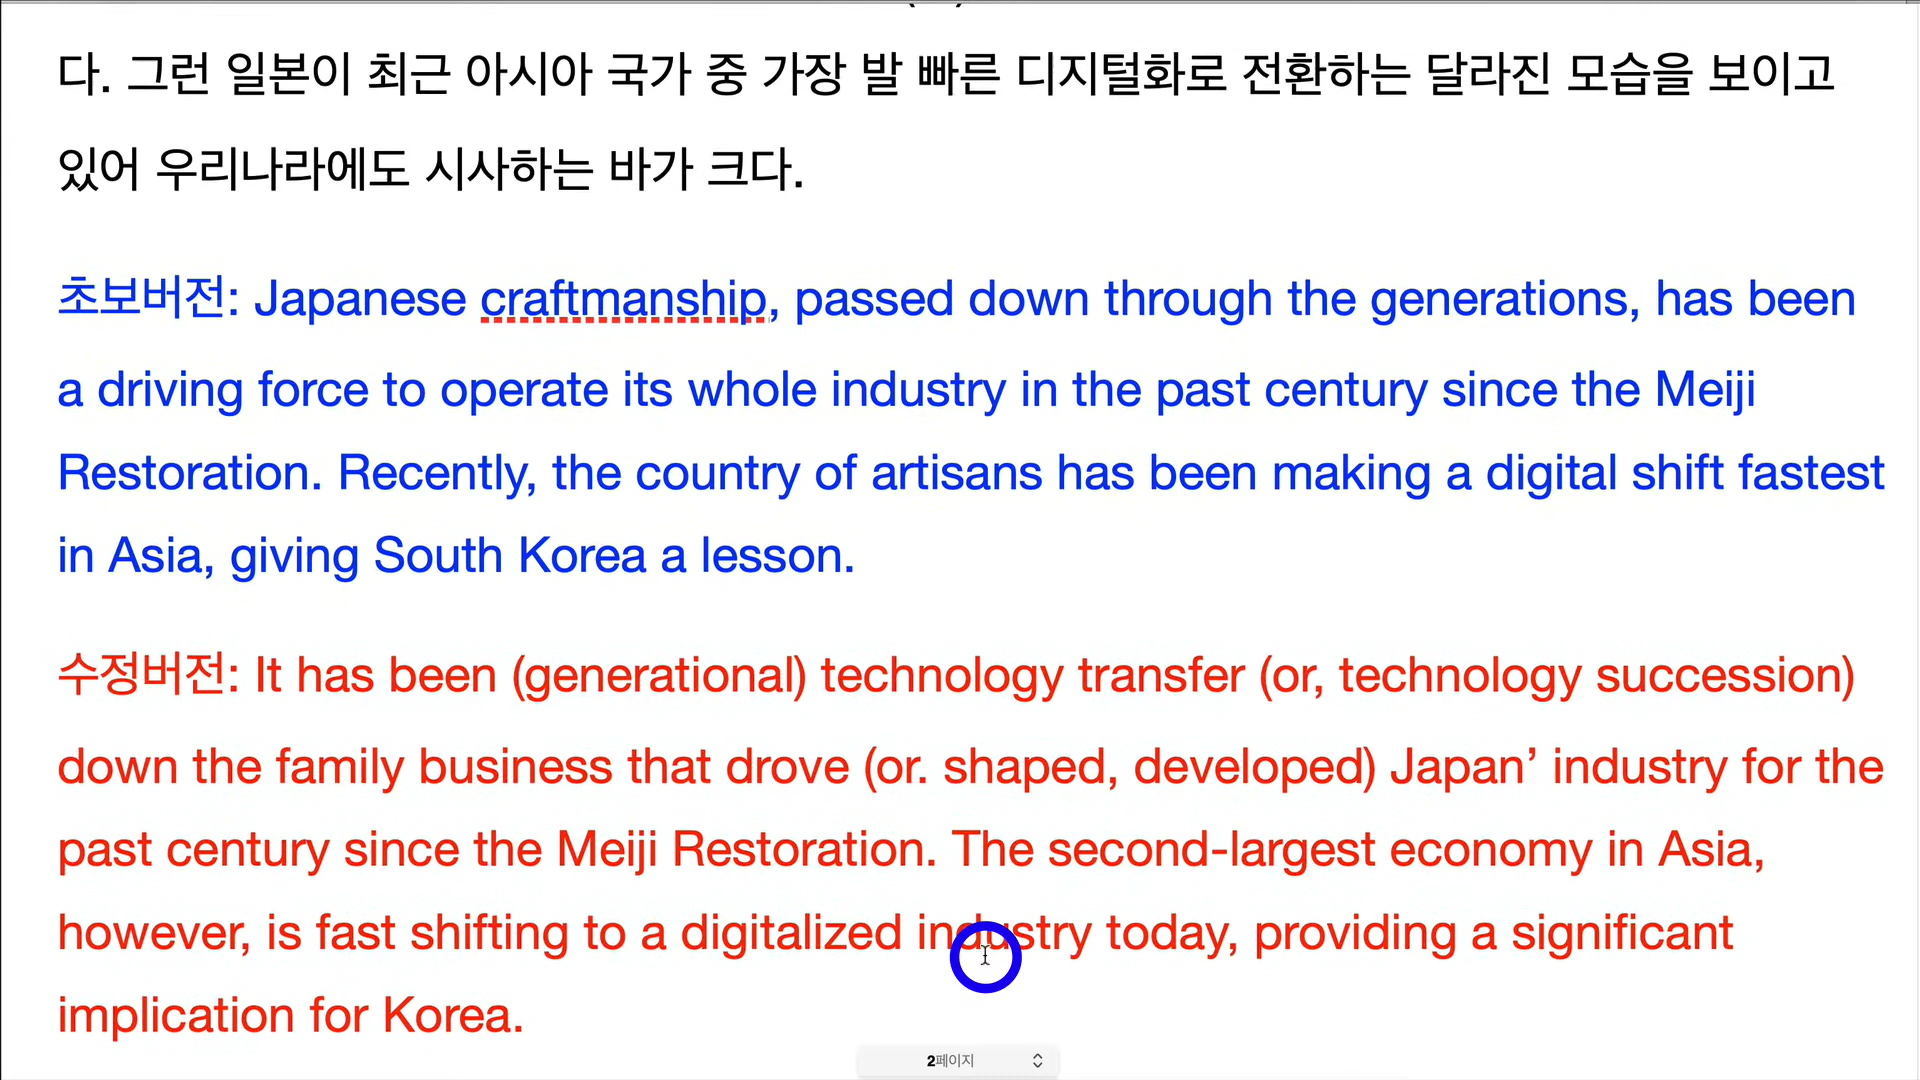 다. 그런 일본이 최근 아시아 국가 중 가장 발 빠른 디지털화로 전환하는 달라진 모습을 보이고
있어 우리나라에도 시사하는 바가 크다.
초보버전: Japanese craftmanship, passed down through the generations, has been
a driving force to operate its whole industry in the past century since the Meiji
Restoration. Recently, the country of artisans has been making a digital shift fastest
in Asia, giving South Korea a lesson.
수정버전: It has been (generational) technology transfer (or, technology succession)
down the family business that drove (or. shaped, developed) Japan’ industry for the
past century since the Meiji Restoration. The second-largest economy in Asia,
however, is fast shifting to a digitalized industry today, providing a significant
implication for Korea.
2페이지